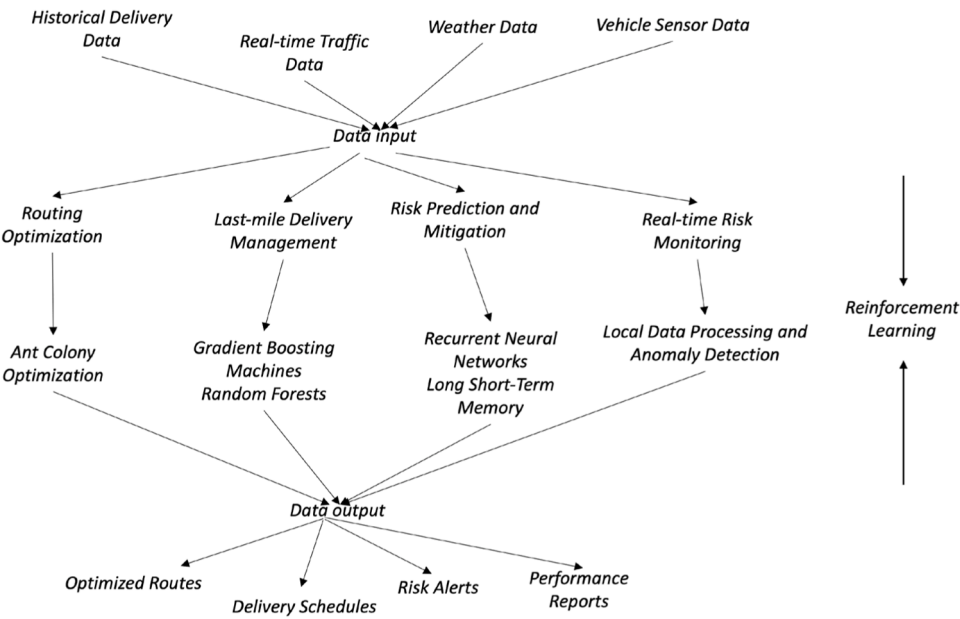 Historical Delivery
Data
Real-time Traffic
Data
Weather Data
Vehicle Sensor Data
Data input
Routing
Optimization
Last-mile Delivery
Management
Risk Prediction and
Mitigation
Real-time Risk
Monitoring
Ant Colony
Optimization
Gradient Boosting
Machines
Random Forests
Recurrent Neural
Networks
Long Short-Term
Memory
Local Data Processing and
Anomaly Detection
Reinforcement
Learning
Data output
Optimized Routes
Delivery Schedules
Risk Alerts
Performance
Reports